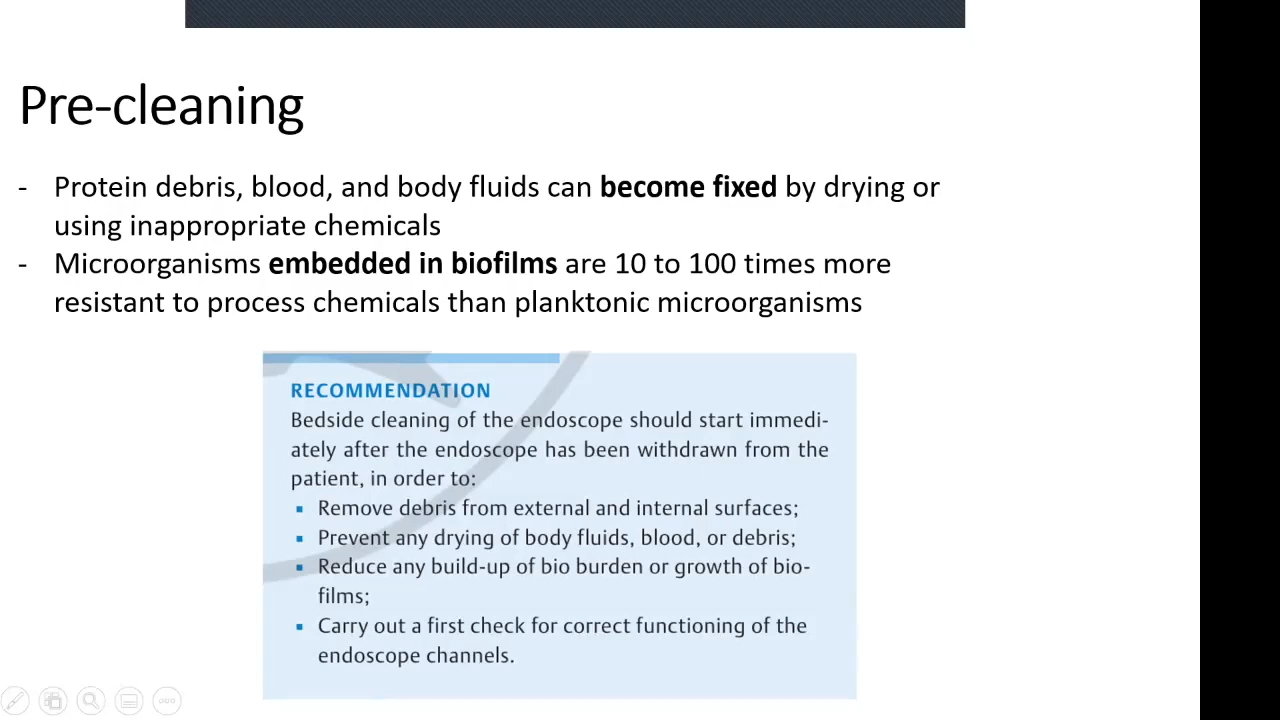 Pre-cleaning
- Protein debris, blood, and body fluids can become fixed by drying or
using inappropriate chemicals
- Microorganisms embedded in biofilms are 10 to 100 times more
resistant to process chemicals than planktonic microorganisms
RECOMMENDATION
Bedside cleaning of the endoscope should start immedi-
ately after the endoscope has been withdrawn from the
patient, in order to:
▪ Remove debris from external and internal surfaces;
▪ Prevent any drying of body fluids, blood, or debris;
▪ Reduce any build-up of bio burden or growth of bio-
films;
▪ Carry out a first check for correct functioning of the
endoscope channels.